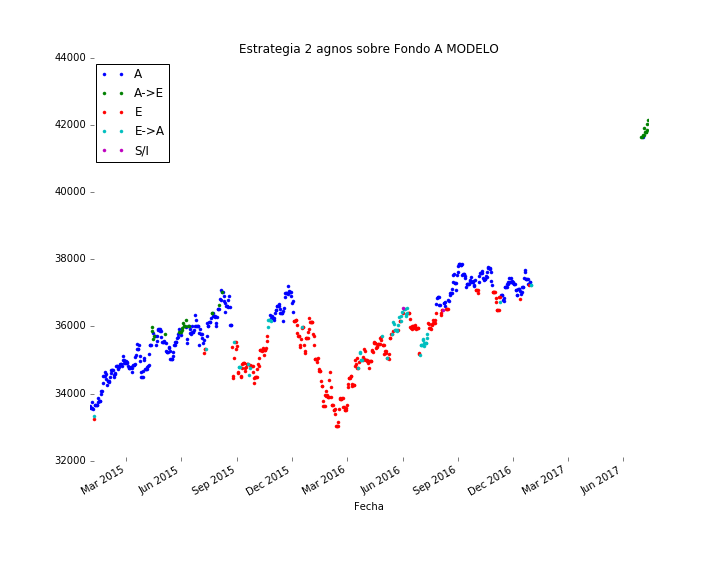 Estrategia 2 agnos sobre Fondo A MODELO
44000
42000
40000
38000
36000
34000
32000
A
A->E
E
E->A
S/I
Mar 2015
Jun 2015
Sep 2015
Dec 2015
Mar 2016
Jun 2016
Sep 2016
Dec 2016
Mar 2017
Jun 2017
Fecha